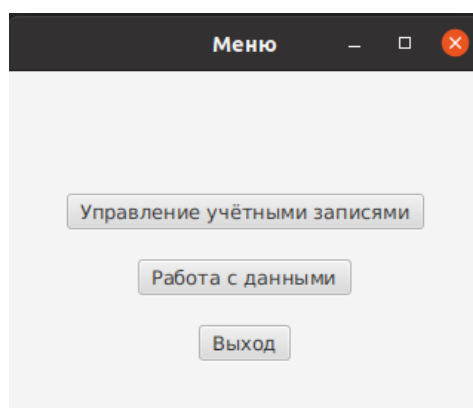 Меню
Управление учётными записями
Работа с данными
Выход